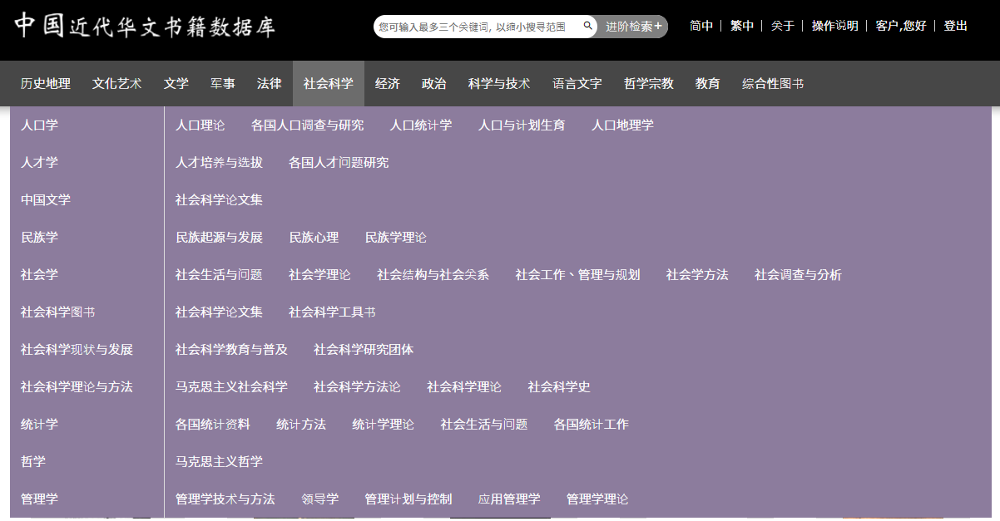 中国近代华文书籍数据库
您可输入最多三个关键词, 以缩小搜寻范围 进阶检索+ 简中 | 繁中 | 关于 | 操作说明 | 客户,您好 | 登出
历史地理 文化艺术 文学 军事 法律 社会科学 经济 政治 科学与技术 语言文字 哲学宗教 教育 综合性图书
人口学 人口理论 各国人口调查与研究 人口统计学 人口与计划生育 人口地理学
人才学 人才培养与选拔 各国人才问题研究
中国文学 社会科学论文集
民族学 民族起源与发展 民族心理 民族学理论
社会学 社会生活与问题 社会学理论 社会结构与社会关系 社会工作、管理与规划 社会学方法 社会调查与分析
社会科学图书 社会科学论文集 社会科学工具书
社会科学现状与发展 社会科学教育与普及 社会科学研究团体
社会科学理论与方法 马克思主义社会科学 社会科学方法论 社会科学理论 社会科学史
统计学 各国统计资料 统计方法 统计学理论 社会生活与问题 各国统计工作
哲学 马克思主义哲学
管理学 管理学技术与方法 领导学 管理计划与控制 应用管理学 管理学理论